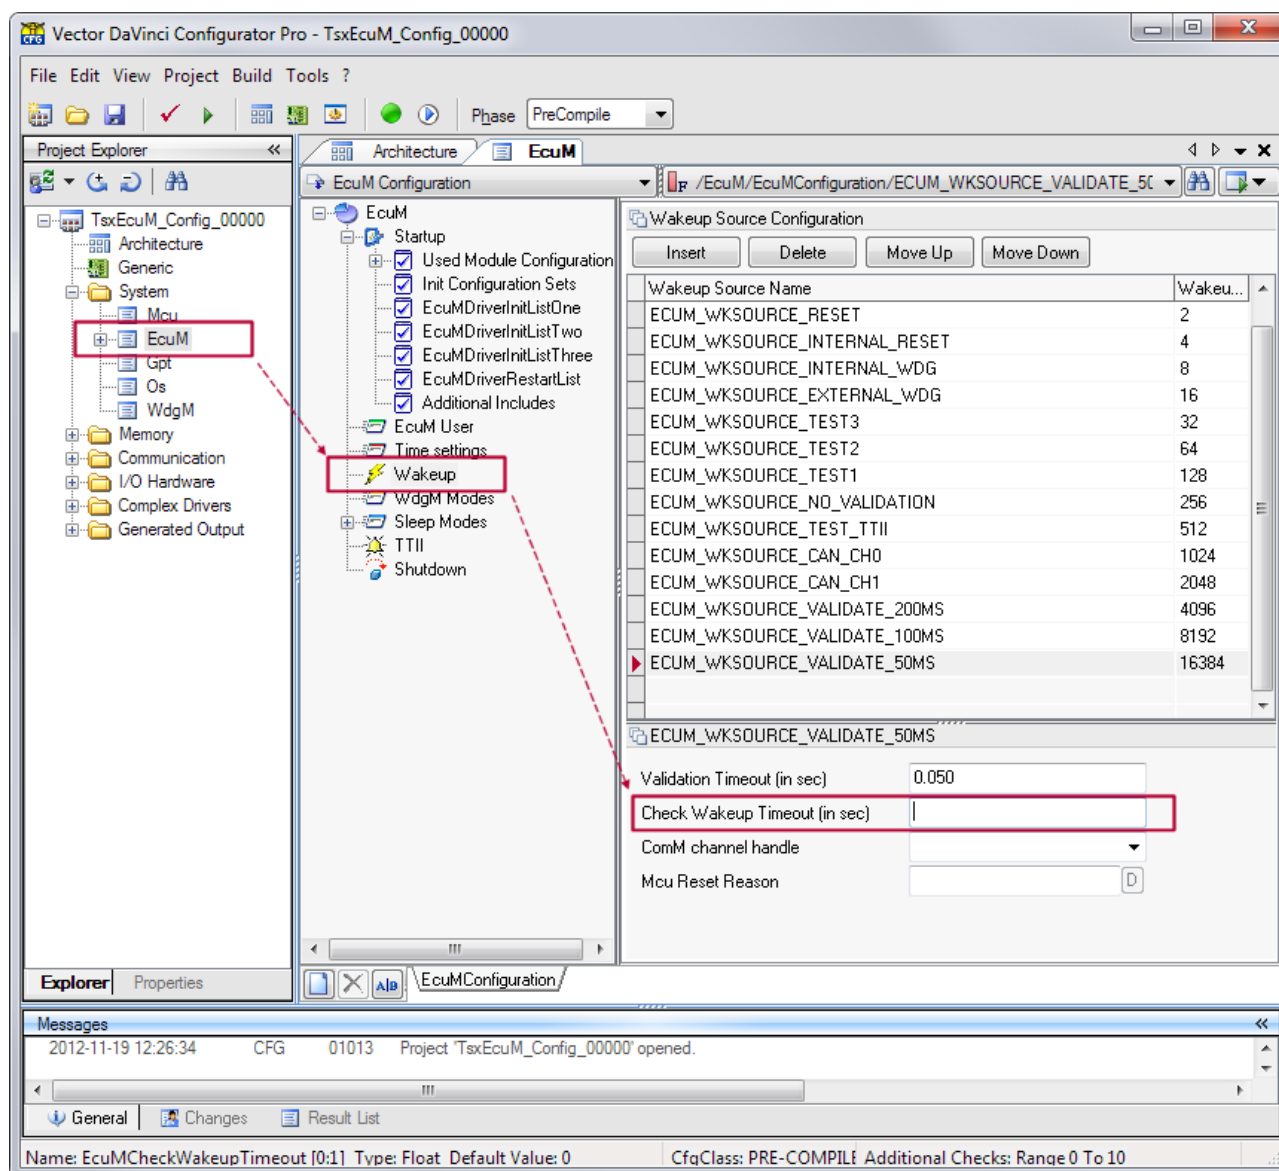 Vector DaVinci Configurator Pro - TsxEcuM_Config_00000
File Edit View Project Build Tools ?
Phase PreCompile
Project Explorer
Architecture EcuM
EcuM Configuration /EcuM/EcuMConfiguration/ECUM_WKSOURCE_VALIDATE_5(
TsxEcuM_Config_00000
Architecture
Generic
System
Mcu
EcuM
Gpt
Os
WdgM
Memory
Communication
I/O Hardware
Complex Drivers
Generated Output
Explorer Properties
EcuM
Startup
Used Module Configuration
Init Configuration Sets
EcuMDriverInitListOne
EcuMDriverInitListTwo
EcuMDriverInitListThree
EcuMDriverRestartList
Additional Includes
EcuM User
Time settings
Wakeup
WdgM Modes
Sleep Modes
TTII
Shutdown
EcuMConfiguration
Wakeup Source Configuration
Insert Delete Move Up Move Down
Wakeup Source Name Wakeu...
ECUM_WKSOURCE_RESET 2
ECUM_WKSOURCE_INTERNAL_RESET 4
ECUM_WKSOURCE_INTERNAL_WDG 8
ECUM_WKSOURCE_EXTERNAL_WDG 16
ECUM_WKSOURCE_TEST3 32
ECUM_WKSOURCE_TEST2 64
ECUM_WKSOURCE_TEST1 128
ECUM_WKSOURCE_NO_VALIDATION 256
ECUM_WKSOURCE_TEST_TTII 512
ECUM_WKSOURCE_CAN_CH0 1024
ECUM_WKSOURCE_CAN_CH1 2048
ECUM_WKSOURCE_VALIDATE_200MS 4096
ECUM_WKSOURCE_VALIDATE_100MS 8192
ECUM_WKSOURCE_VALIDATE_50MS 16384
ECUM_WKSOURCE_VALIDATE_50MS
Validation Timeout (in sec) 0.050
Check Wakeup Timeout (in sec)
ComM channel handle
Mcu Reset Reason D
Messages
2012-11-19 12:26:34 CFG 01013 Project 'TsxEcuM_Config_00000' opened.
General Changes Result List
Name: EcuMCheckWakeupTimeout [0:1] Type: Float Default Value: 0 CfgClass: PRE-COMPILE Additional Checks: Range 0 To 10